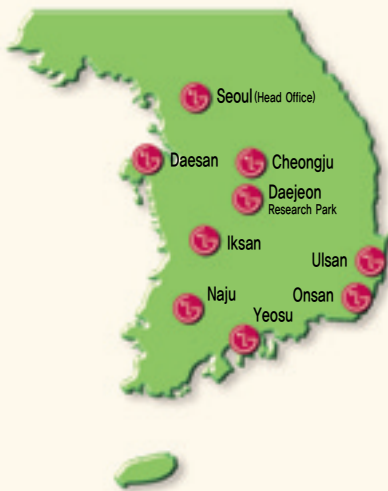 Seoul (Head Office)
Daesan
Cheongju
Daejeon
Research Park
Iksan
Ulsan
Naju
Onsan
Yeosu